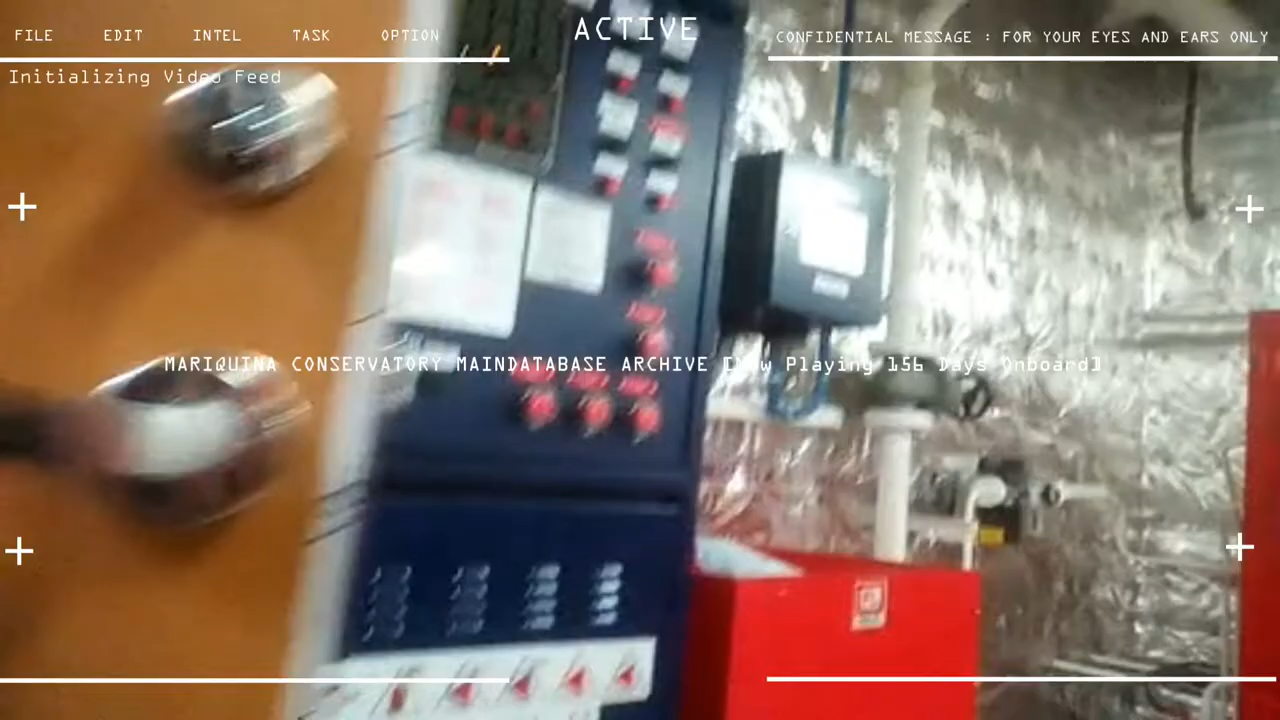 FILE EDIT INTEL TASK OPTION
ACTIVE
CONFIDENTIAL MESSAGE : FOR YOUR EYES AND EARS ONLY
Initializing Video Feed
MARIQUINA CONSERVATORY MAINDATABASE ARCHIVE [Now Playing 156 Days Onboard]